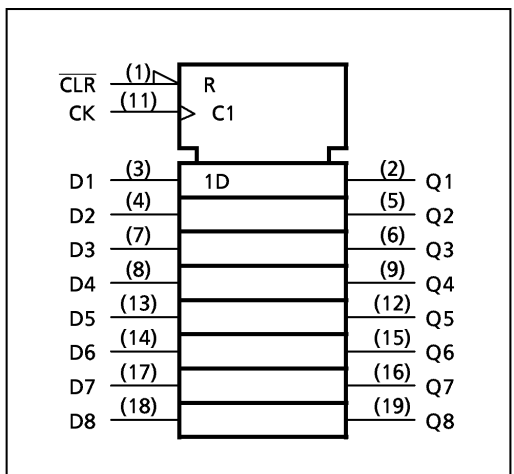 C̅L̅R̅ (1) R
CK (11) C1
D1 (3) 1D (2) Q1
D2 (4) (5) Q2
D3 (7) (6) Q3
D4 (8) (9) Q4
D5 (13) (12) Q5
D6 (14) (15) Q6
D7 (17) (16) Q7
D8 (18) (19) Q8